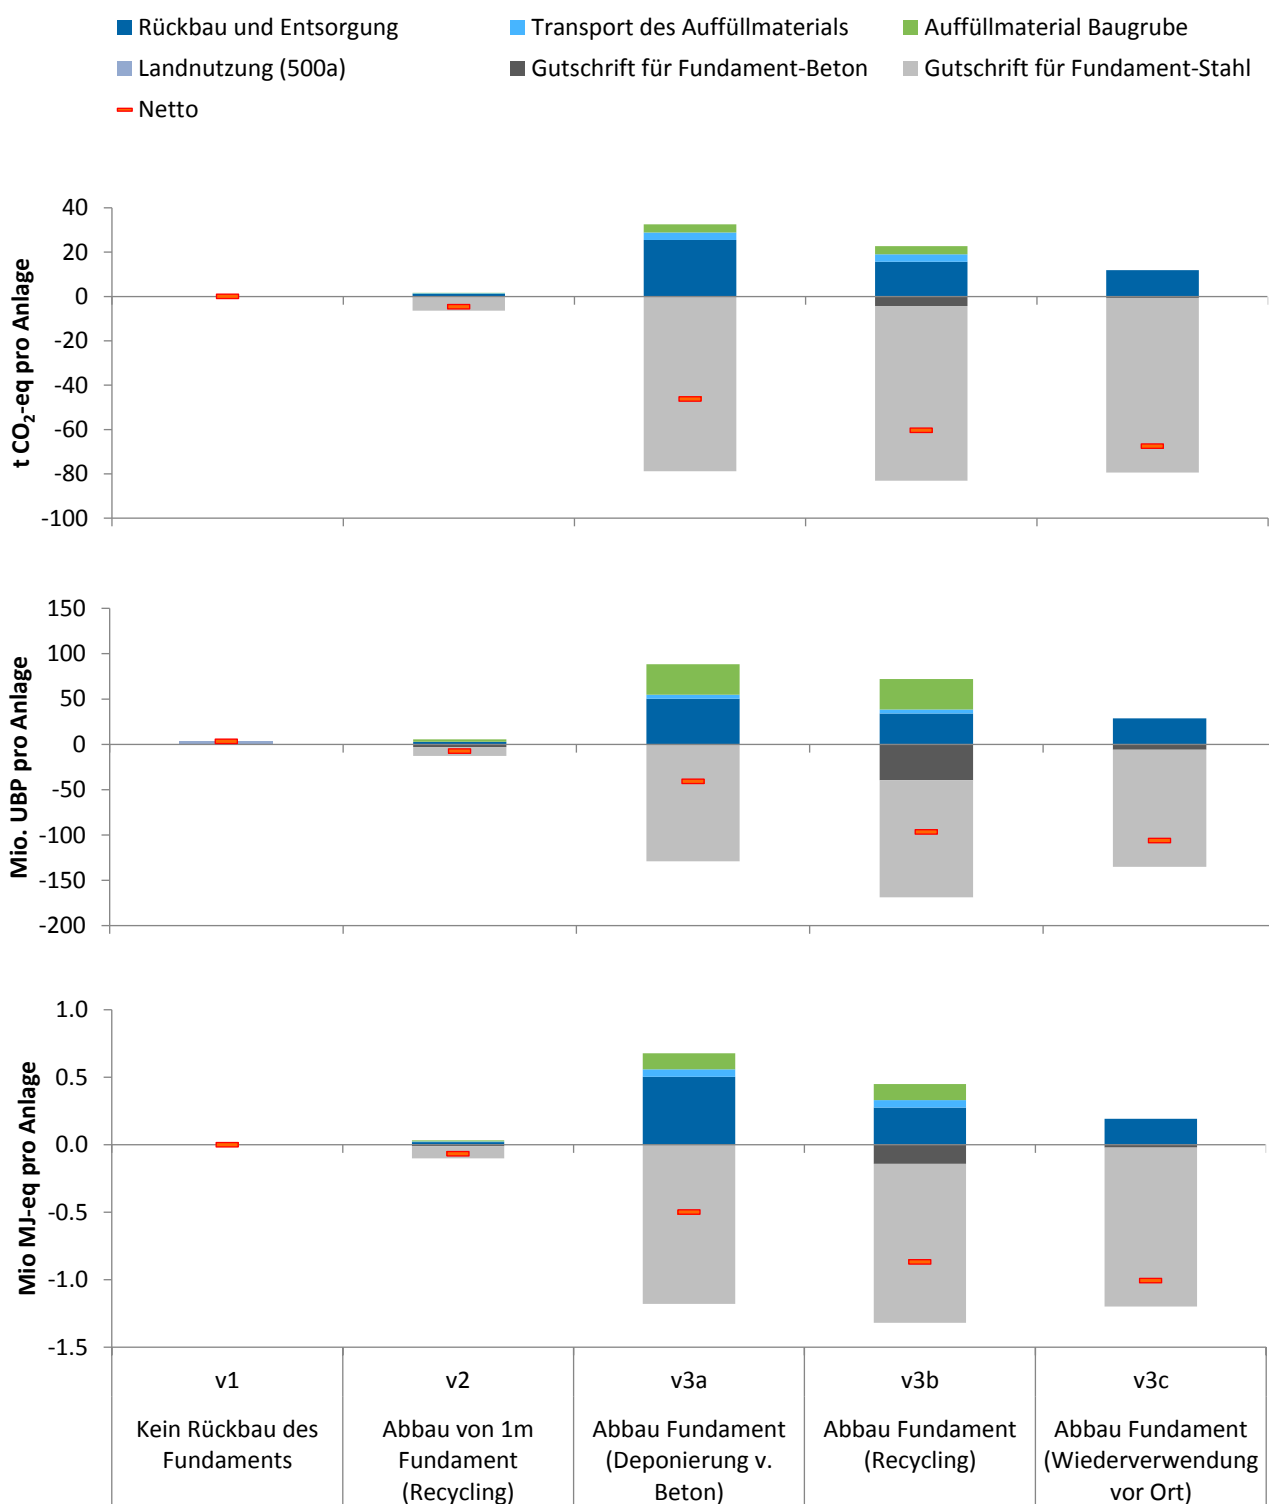 Rückbau und Entsorgung
Transport des Auffüllmaterials
Auffüllmaterial Baugrube
Landnutzung (500a)
Gutschrift für Fundament-Beton
Gutschrift für Fundament-Stahl
Netto
t CO₂-eq pro Anlage
40
20
0
-20
-40
-60
-80
-100
Mio. UBP pro Anlage
150
100
50
0
-50
-100
-150
-200
Mio MJ-eq pro Anlage
1.0
0.5
0.0
-0.5
-1.0
-1.5
v1
Kein Rückbau des
Fundaments
v2
Abbau von 1m
Fundament
(Recycling)
v3a
Abbau Fundament
(Deponierung v.
Beton)
v3b
Abbau Fundament
(Recycling)
v3c
Abbau Fundament
(Wiederverwendung
vor Ort)